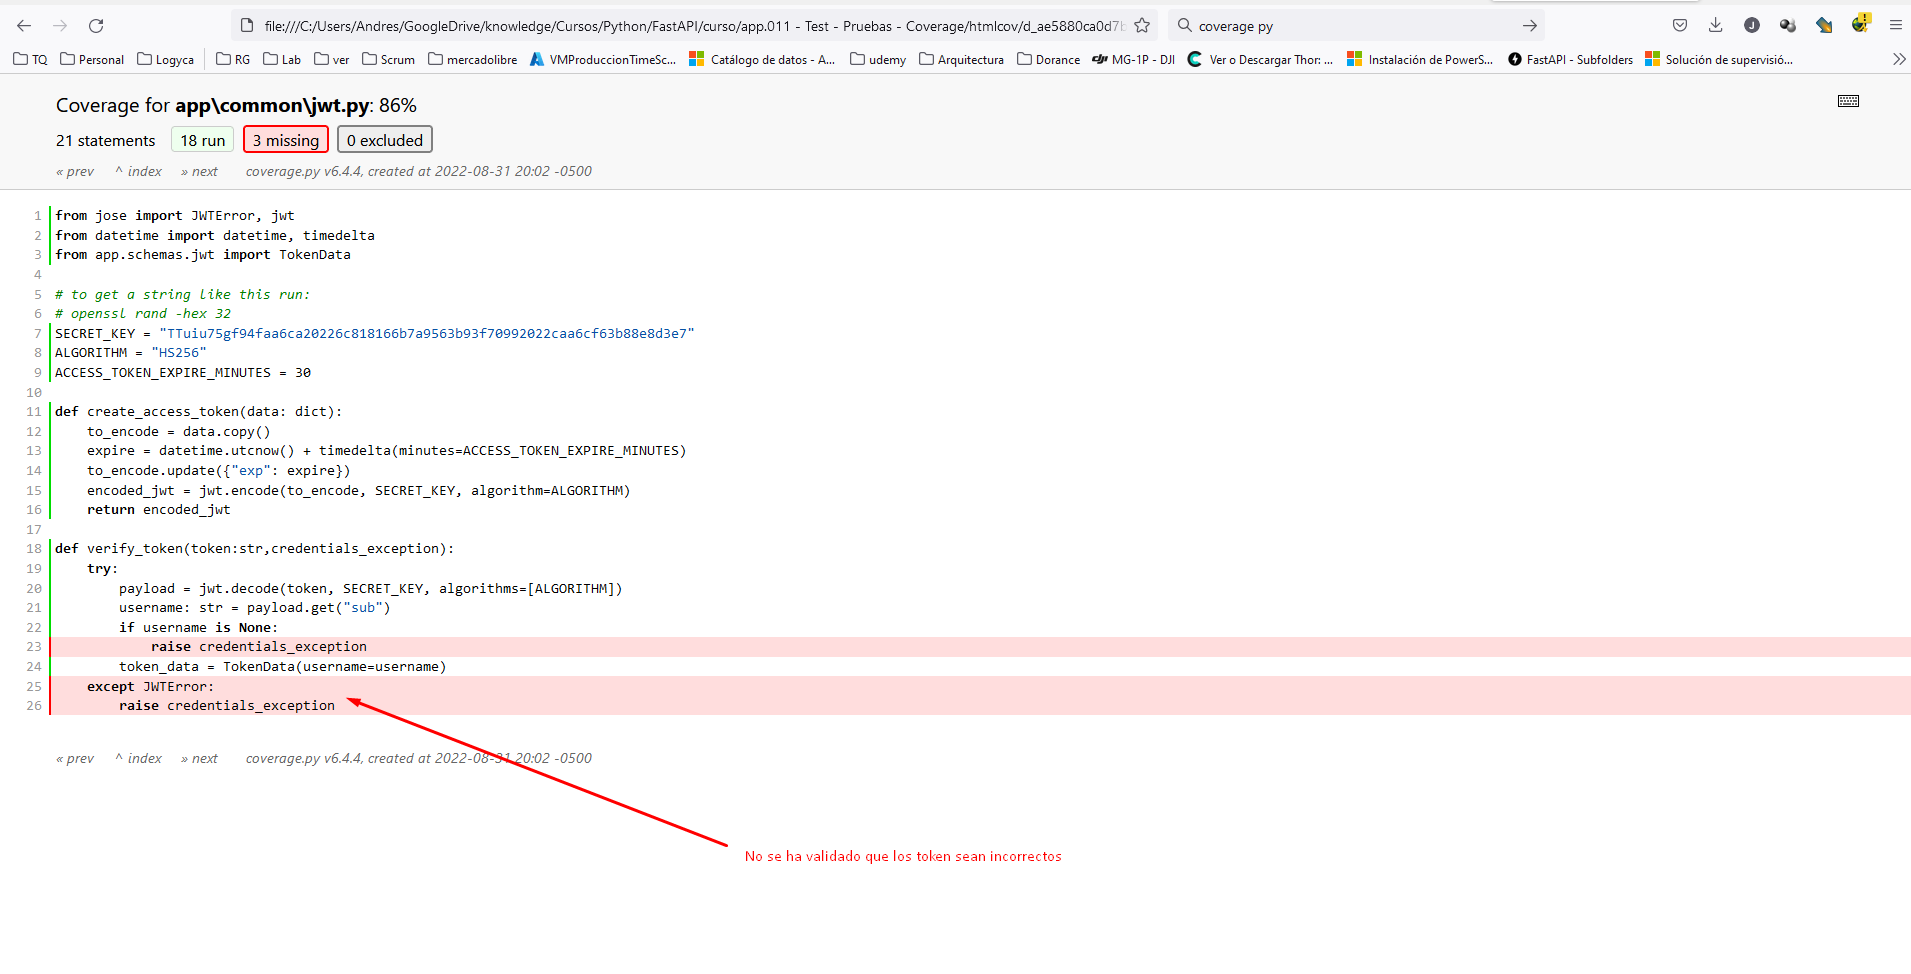 file:///C:/Users/Andres/GoogleDrive/knowledge/Cursos/Python/FastAPI/curso/app.011 - Test - Pruebas - Coverage/htmlcov/d_ae5880ca0d7b
coverage py
TQ Personal Logyca RG Lab ver Scrum mercadolibre VMProduccionTimeSc... Catálogo de datos - A... udemy Arquitectura Dorance MG-1P - DJI Ver o Descargar Thor: ... Instalación de PowerS... FastAPI - Subfolders Solución de supervisió...
Coverage for app\common\jwt.py: 86%
21 statements 18 run 3 missing 0 excluded
« prev ^ index » next coverage.py v6.4.4, created at 2022-08-31 20:02 -0500
1 from jose import JWTError, jwt
2 from datetime import datetime, timedelta
3 from app.schemas.jwt import TokenData
4
5 # to get a string like this run:
6 # openssl rand -hex 32
7 SECRET_KEY = "TTuiu75gf94faa6ca20226c818166b7a9563b93f70992022caa6cf63b88e8d3e7"
8 ALGORITHM = "HS256"
9 ACCESS_TOKEN_EXPIRE_MINUTES = 30
10
11 def create_access_token(data: dict):
12 to_encode = data.copy()
13 expire = datetime.utcnow() + timedelta(minutes=ACCESS_TOKEN_EXPIRE_MINUTES)
14 to_encode.update({"exp": expire})
15 encoded_jwt = jwt.encode(to_encode, SECRET_KEY, algorithm=ALGORITHM)
16 return encoded_jwt
17
18 def verify_token(token:str,credentials_exception):
19 try:
20 payload = jwt.decode(token, SECRET_KEY, algorithms=[ALGORITHM])
21 username: str = payload.get("sub")
22 if username is None:
23 raise credentials_exception
24 token_data = TokenData(username=username)
25 except JWTError:
26 raise credentials_exception
« prev ^ index » next coverage.py v6.4.4, created at 2022-08-31 20:02 -0500
No se ha validado que los token sean incorrectos